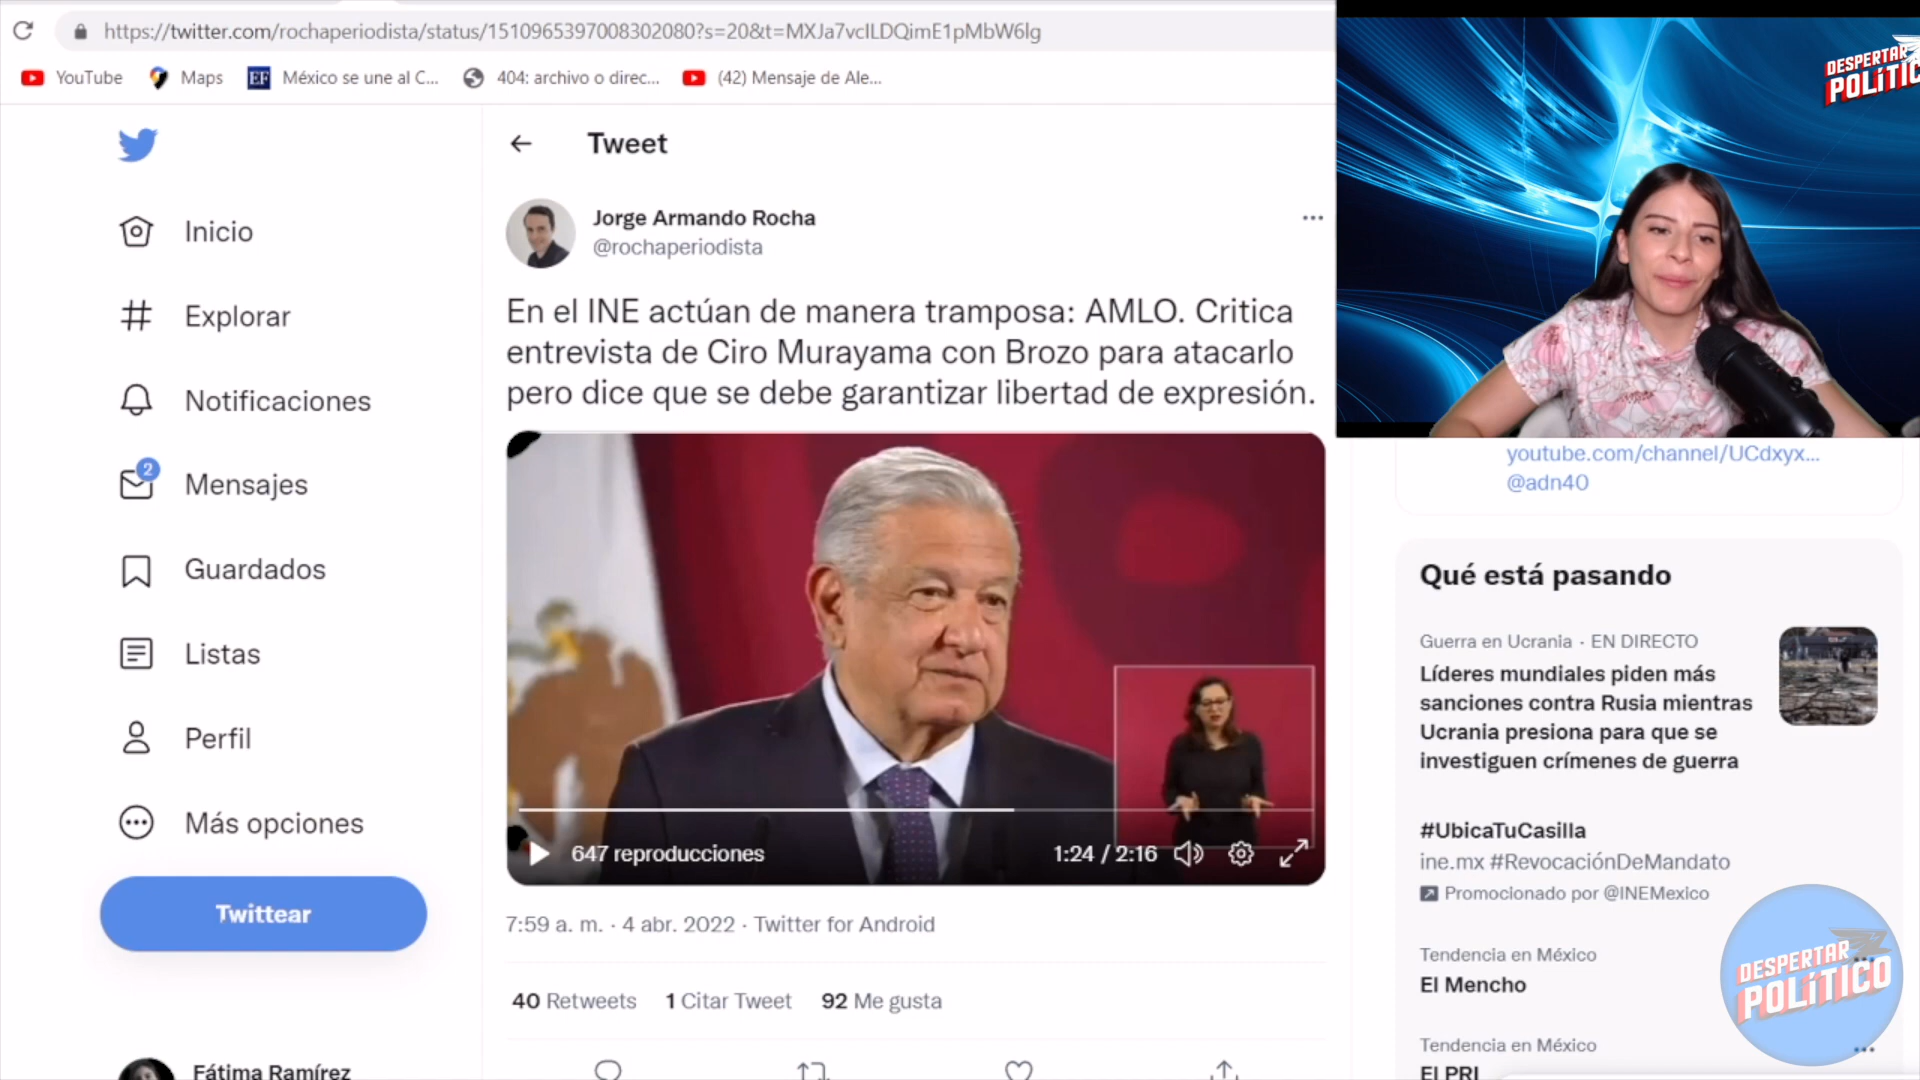 https://twitter.com/rochaperiodista/status/1510965397008302080?s=20&t=MXJa7vcILDQimE1pMbW6lg
YouTube
Maps
EF
México se une al C...
404: archivo o direc...
(42) Mensaje de Ale...
DESPERTAR
POLÍTIC
Tweet
Inicio
Explorar
Notificaciones
2
Mensajes
Guardados
Listas
Perfil
Más opciones
Twittear
Fátima Ramírez
Jorge Armando Rocha
@rochaperiodista
En el INE actúan de manera tramposa: AMLO. Critica
entrevista de Ciro Murayama con Brozo para atacarlo
pero dice que se debe garantizar libertad de expresión.
647 reproducciones
1:24 / 2:16
7:59 a. m. · 4 abr. 2022 · Twitter for Android
40 Retweets 1 Citar Tweet 92 Me gusta
youtube.com/channel/UCdxyx...
@adn40
Qué está pasando
Guerra en Ucrania · EN DIRECTO
Líderes mundiales piden más
sanciones contra Rusia mientras
Ucrania presiona para que se
investiguen crímenes de guerra
#UbicaTuCasilla
ine.mx #RevocaciónDeMandato
Promocionado por @INEMexico
Tendencia en México
El Mencho
Tendencia en México
El PRI
DESPERTAR
POLÍTICO